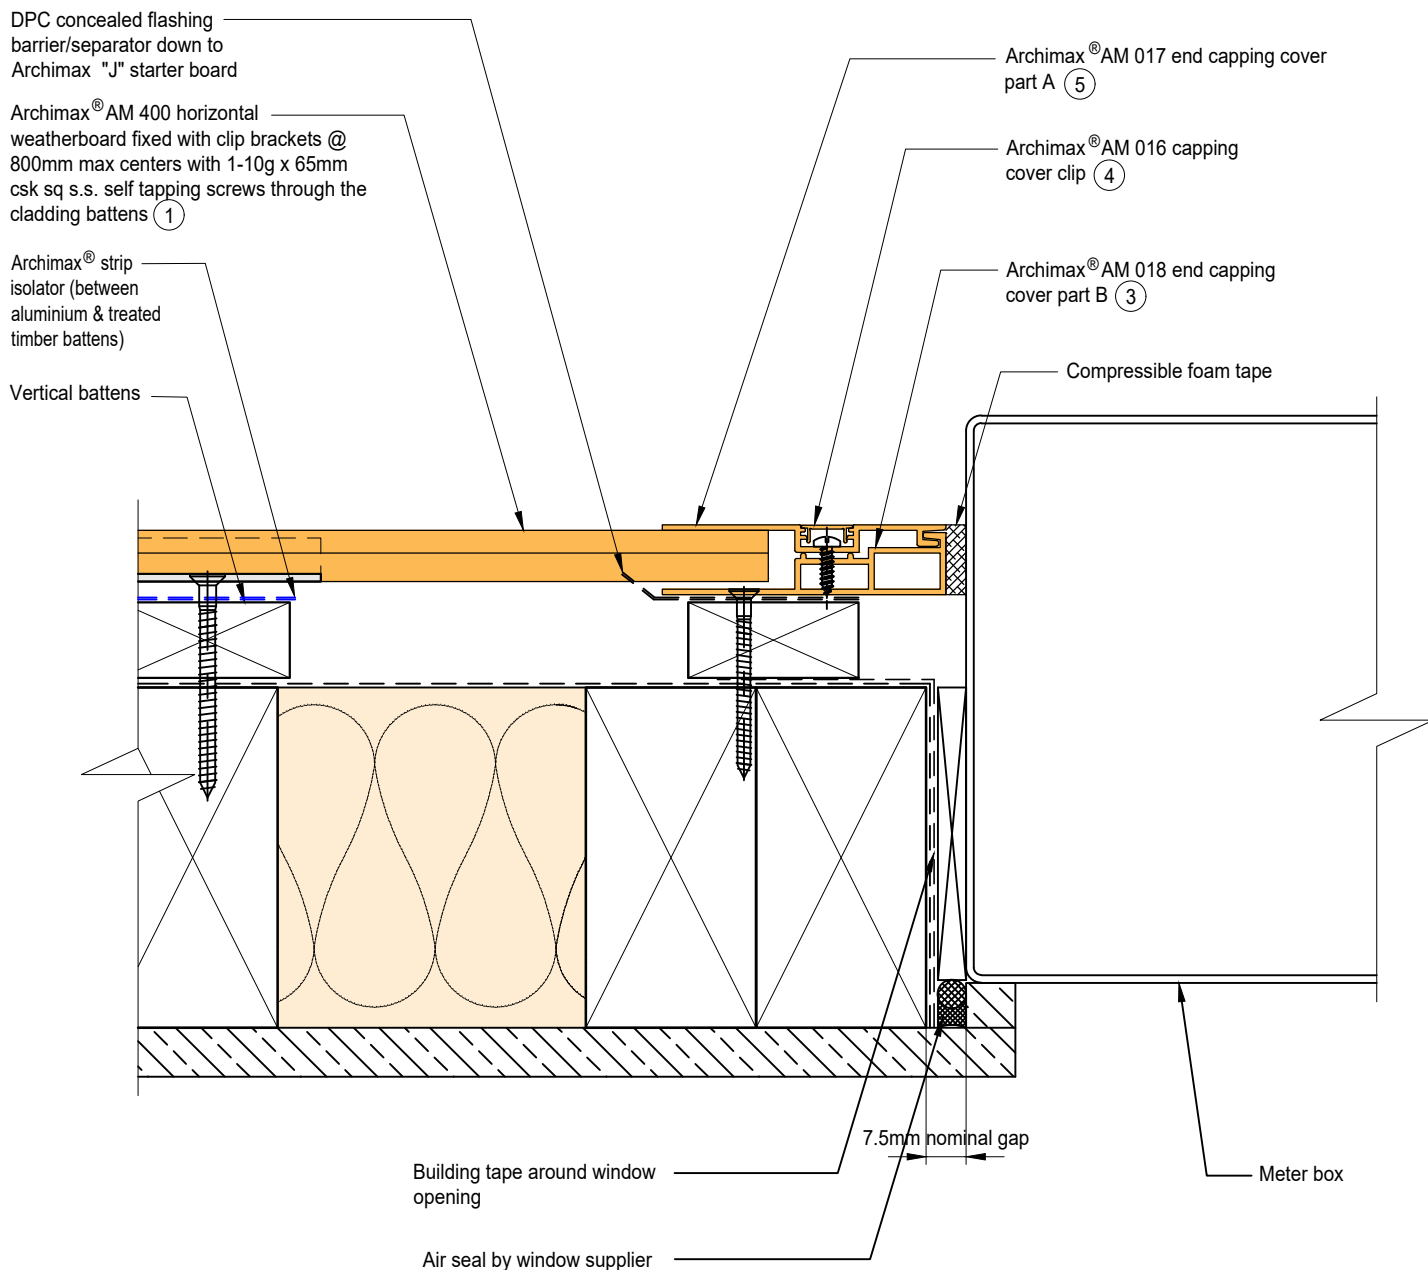 DPC concealed flashing
barrier/separator down to
Archimax "J" starter board
Archimax® AM 400 horizontal
weatherboard fixed with clip brackets @
800mm max centers with 1-10g x 65mm
csk sq s.s. self tapping screws through the
cladding battens 1
Archimax® strip
isolator (between
aluminium & treated
timber battens)
Vertical battens
Archimax® AM 017 end capping cover
part A 5
Archimax® AM 016 capping
cover clip 4
Archimax® AM 018 end capping
cover part B 3
Compressible foam tape
7.5mm nominal gap
Building tape around window
opening
Meter box
Air seal by window supplier